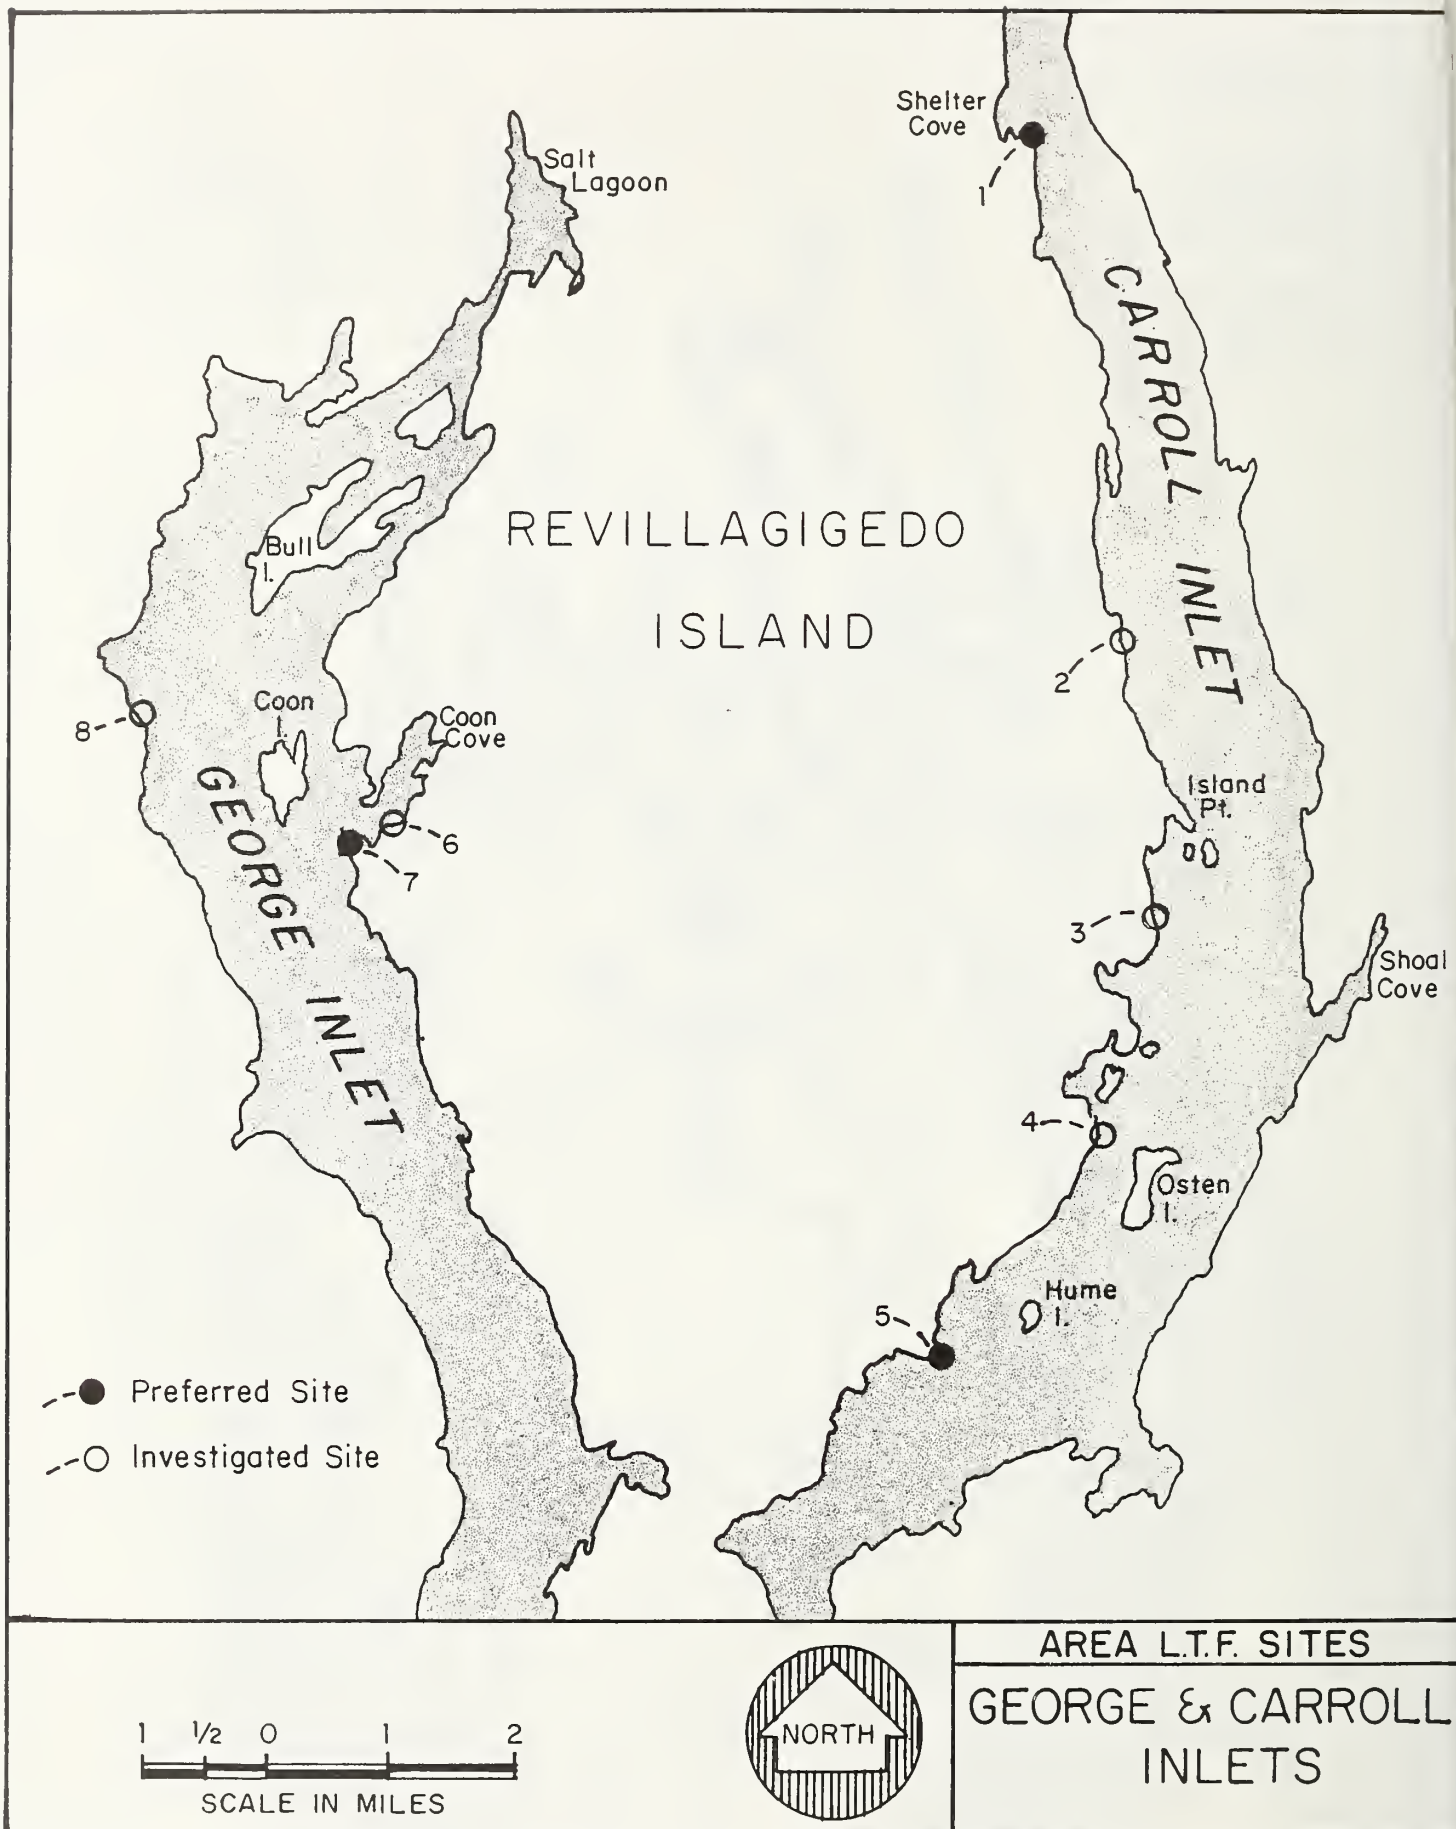 Shelter
Cove
1
Salt
Lagoon
CARROLL INLET
REVILLAGIGEDO
ISLAND
Bull
I.
2
8
Coon
I.
Coon
Cove
GEORGE INLET
6
7
Island
Pt.
3
Shoal
Cove
4
Osten
I.
Hume
I.
5
Preferred Site
Investigated Site
1 1/2 0 1 2
SCALE IN MILES
NORTH
AREA L.T.F. SITES
GEORGE & CARROLL
INLETS